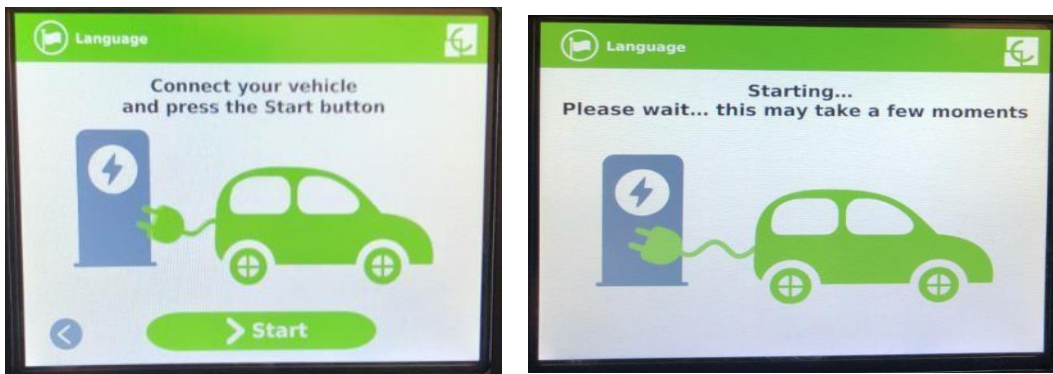 Language
Connect your vehicle
and press the Start button
Start
Language
Starting...
Please wait... this may take a few moments